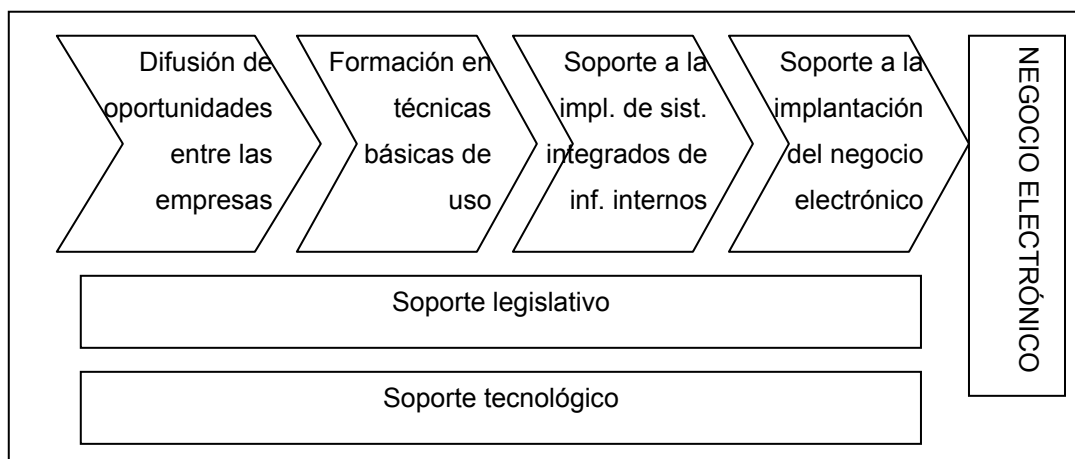 Difusión de
oportunidades
entre las
empresas
Formación en
técnicas
básicas de
uso
Soporte a la
impl. de sist.
integrados de
inf. internos
Soporte a la
implantación
del negocio
electrónico
NEGOCIO ELECTRÓNICO
Soporte legislativo
Soporte tecnológico